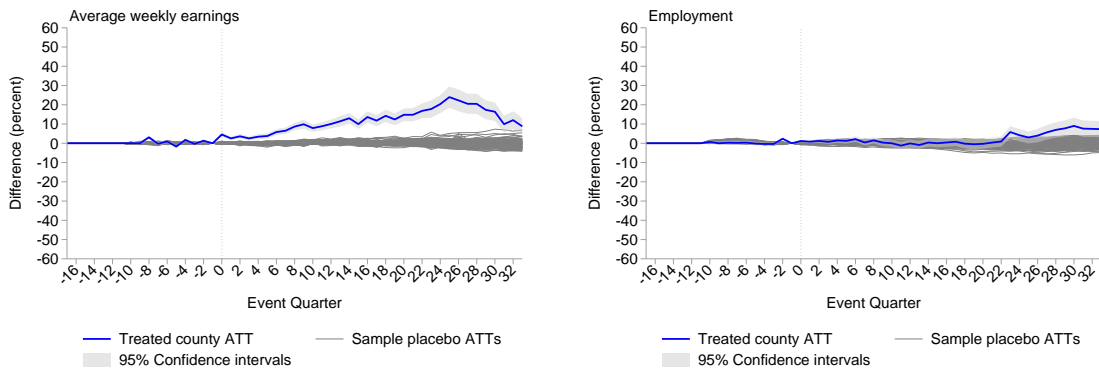 Average weekly earnings
60
50
40
30
20
10
0
-10
-20
-30
-40
-50
-60
Difference (percent)
-16 -14 -12 -10 -8 -6 -4 -2 0 2 4 6 8 10 12 14 16 18 20 22 24 26 28 30 32
Event Quarter
Treated county ATT Sample placebo ATTs
95% Confidence intervals
Employment
60
50
40
30
20
10
0
-10
-20
-30
-40
-50
-60
Difference (percent)
-16 -14 -12 -10 -8 -6 -4 -2 0 2 4 6 8 10 12 14 16 18 20 22 24 26 28 30 32
Event Quarter
Treated county ATT Sample placebo ATTs
95% Confidence intervals